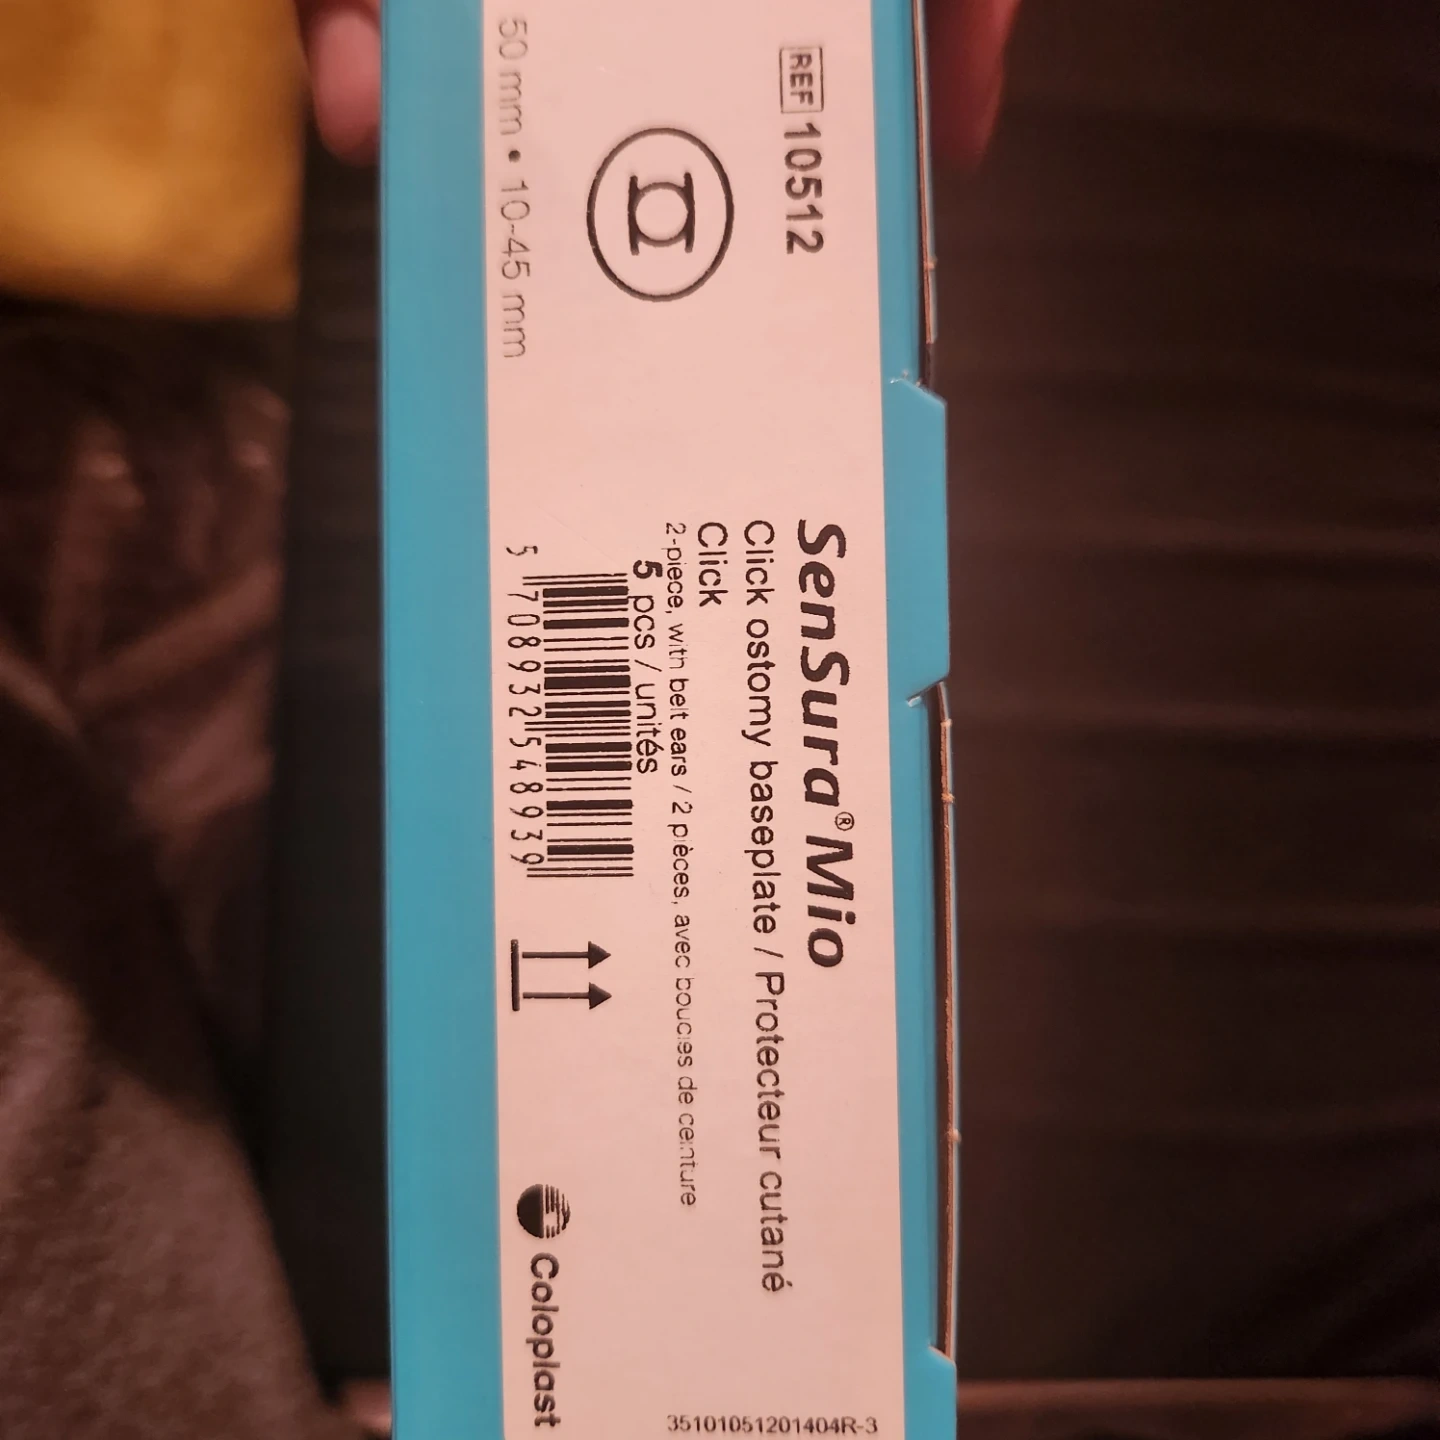 REF 10512
SenSura® Mio
Click ostomy baseplate / Protecteur cutané
Click
2-piece, with belt ears / 2 pièces, avec boucles de ceinture
5 pcs / unités
50 mm • 10-45 mm
5 708932 548939
Coloplast
35101051201404R-3